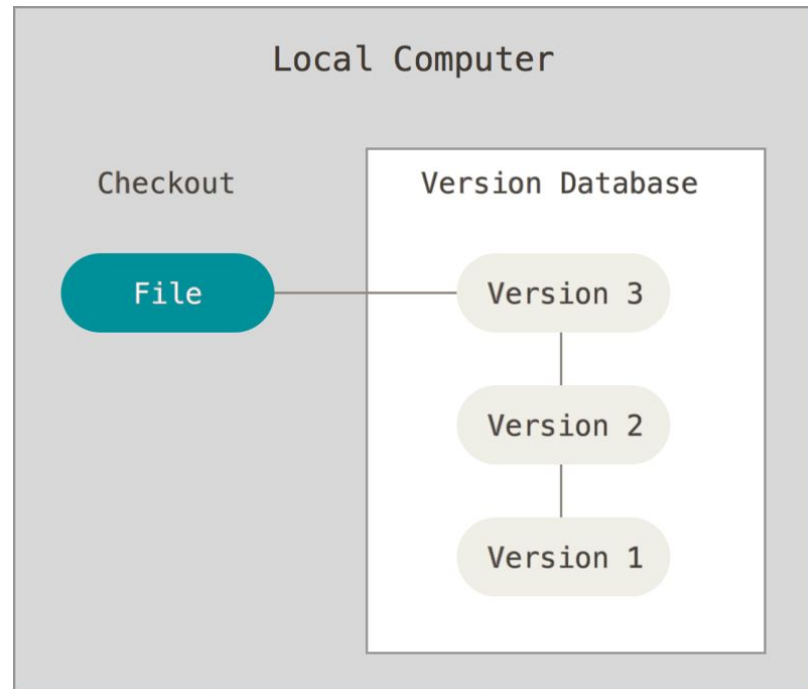 Local Computer
Checkout
Version Database
File
Version 3
Version 2
Version 1